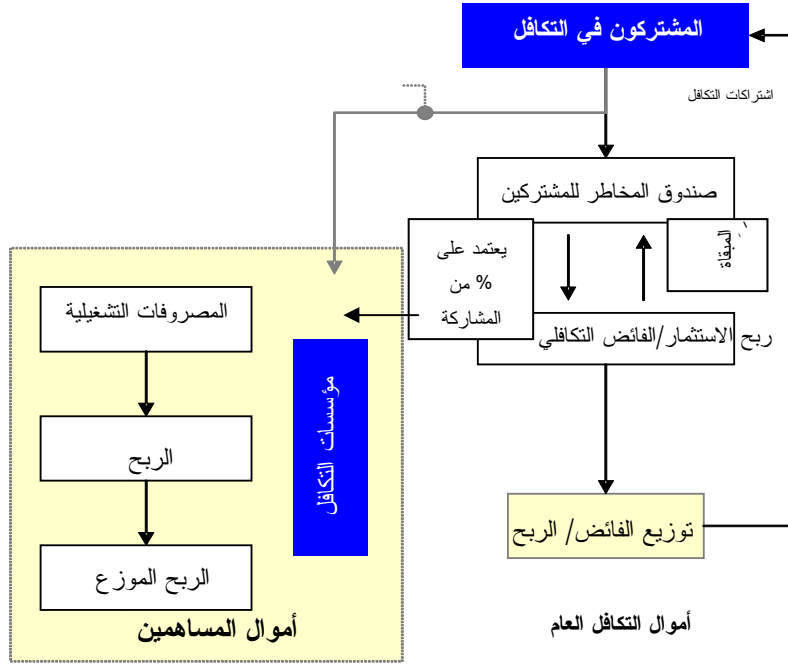 المشتركون في التكافل
اشتراكات التكافل
صندوق المخاطر للمشتركين
المبقاة
يعتمد على
% من
المشاركة
ربح الاستثمار/الفائض التكافلي
المصروفات التشغيلية
مؤسسات التكافل
الربح
توزيع الفائض/ الربح
الربح الموزع
أموال المساهمين
أموال التكافل العام